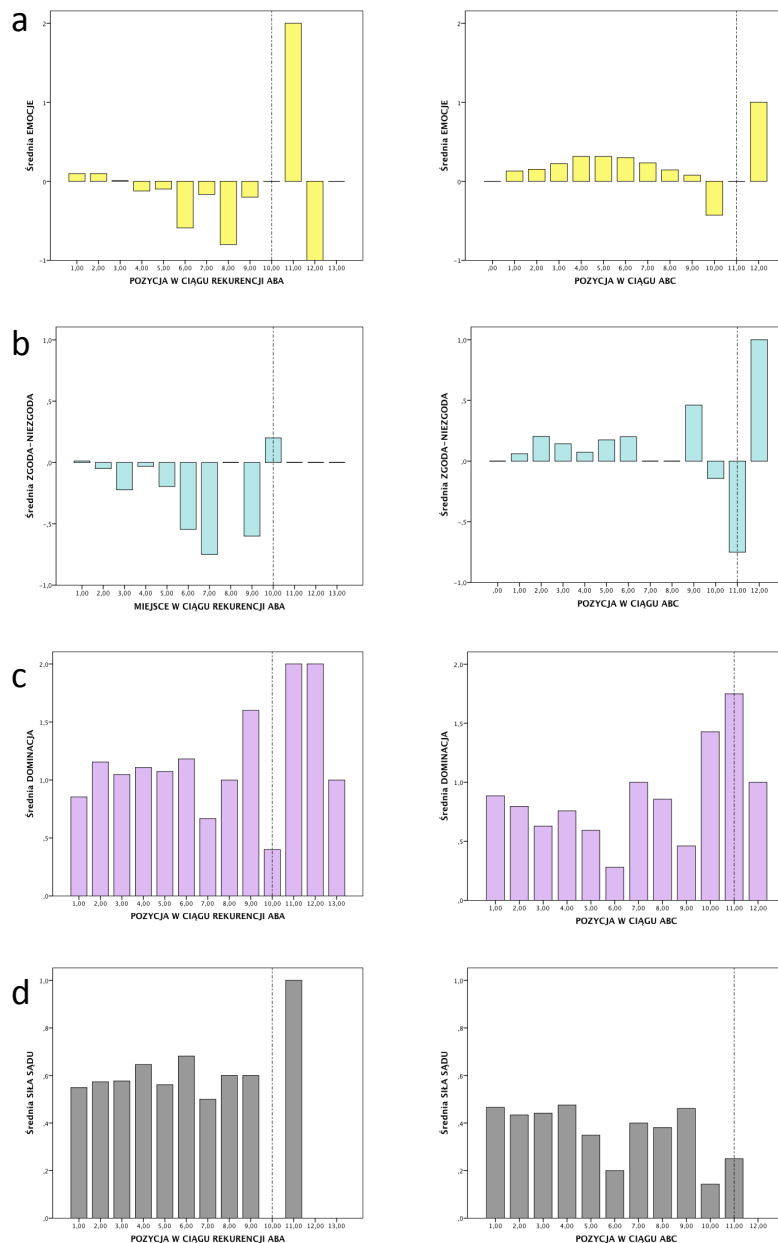 a
Średnia EMOCJE
2
1
0
-1
1,00 2,00 3,00 4,00 5,00 6,00 7,00 8,00 9,00 10,00 11,00 12,00 13,00
POZYCJA W CIĄGU REKURENCJI ABA
Średnia EMOCJE
2
1
0
-1
,00 1,00 2,00 3,00 4,00 5,00 6,00 7,00 8,00 9,00 10,00 11,00 12,00
POZYCJA W CIĄGU ABC
b
Średnia ZGODA-NIEZGODA
1,0
,5
,0
-,5
-1,0
1,00 2,00 3,00 4,00 5,00 6,00 7,00 8,00 9,00 10,00 11,00 12,00 13,00
MIEJSCE W CIĄGU REKURENCJI ABA
Średnia ZGODA-NIEZGODA
1,0
,5
,0
-,5
-1,0
,00 1,00 2,00 3,00 4,00 5,00 6,00 7,00 8,00 9,00 10,00 11,00 12,00
POZYCJA W CIĄGU ABC
c
Średnia DOMINACJA
2,0
1,5
1,0
,5
,0
1,00 2,00 3,00 4,00 5,00 6,00 7,00 8,00 9,00 10,00 11,00 12,00 13,00
POZYCJA W CIĄGU REKURENCJI ABA
Średnia DOMINACJA
2,0
1,5
1,0
,5
,0
1,00 2,00 3,00 4,00 5,00 6,00 7,00 8,00 9,00 10,00 11,00 12,00
POZYCJA W CIĄGU ABC
d
Średnia SIŁA SĄDU
1,0
,8
,6
,4
,2
,0
1,00 2,00 3,00 4,00 5,00 6,00 7,00 8,00 9,00 10,00 11,00 12,00 13,00
POZYCJA W CIĄGU REKURENCJI ABA
Średnia SIŁA SĄDU
1,0
,8
,6
,4
,2
,0
1,00 2,00 3,00 4,00 5,00 6,00 7,00 8,00 9,00 10,00 11,00 12,00
POZYCJA W CIĄGU ABC